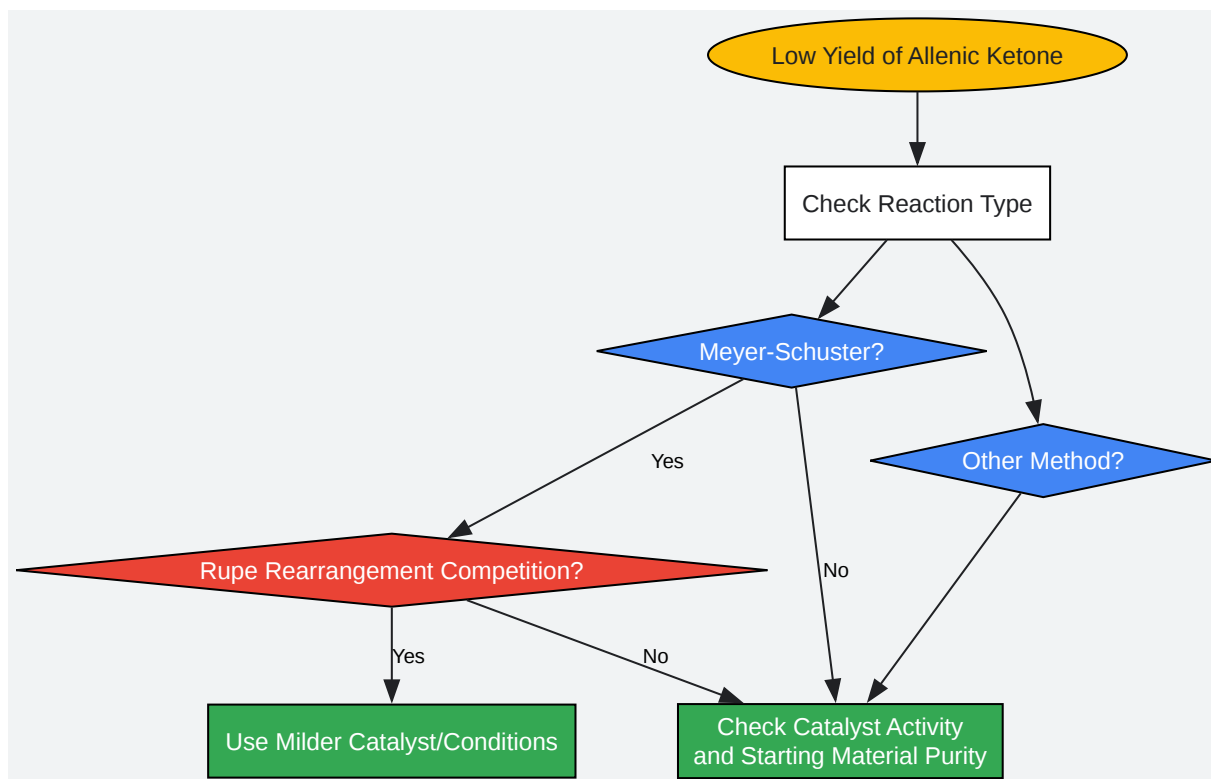 Low Yield of Allenic Ketone
Check Reaction Type
Meyer-Schuster?
Yes
Other Method?
Rupe Rearrangement Competition?
No
Yes
No
Use Milder Catalyst/Conditions
Check Catalyst Activity
and Starting Material Purity